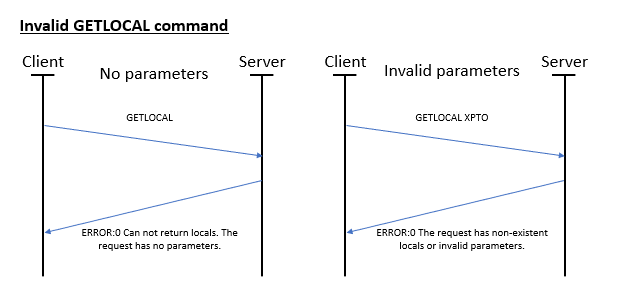 Invalid GETLOCAL command
Client
No parameters
Server
GETLOCAL
ERROR:0 Can not return locals. The
request has no parameters.
Client
Invalid parameters
Server
GETLOCAL XPTO
ERROR:0 The request has non-existent
locals or invalid parameters.